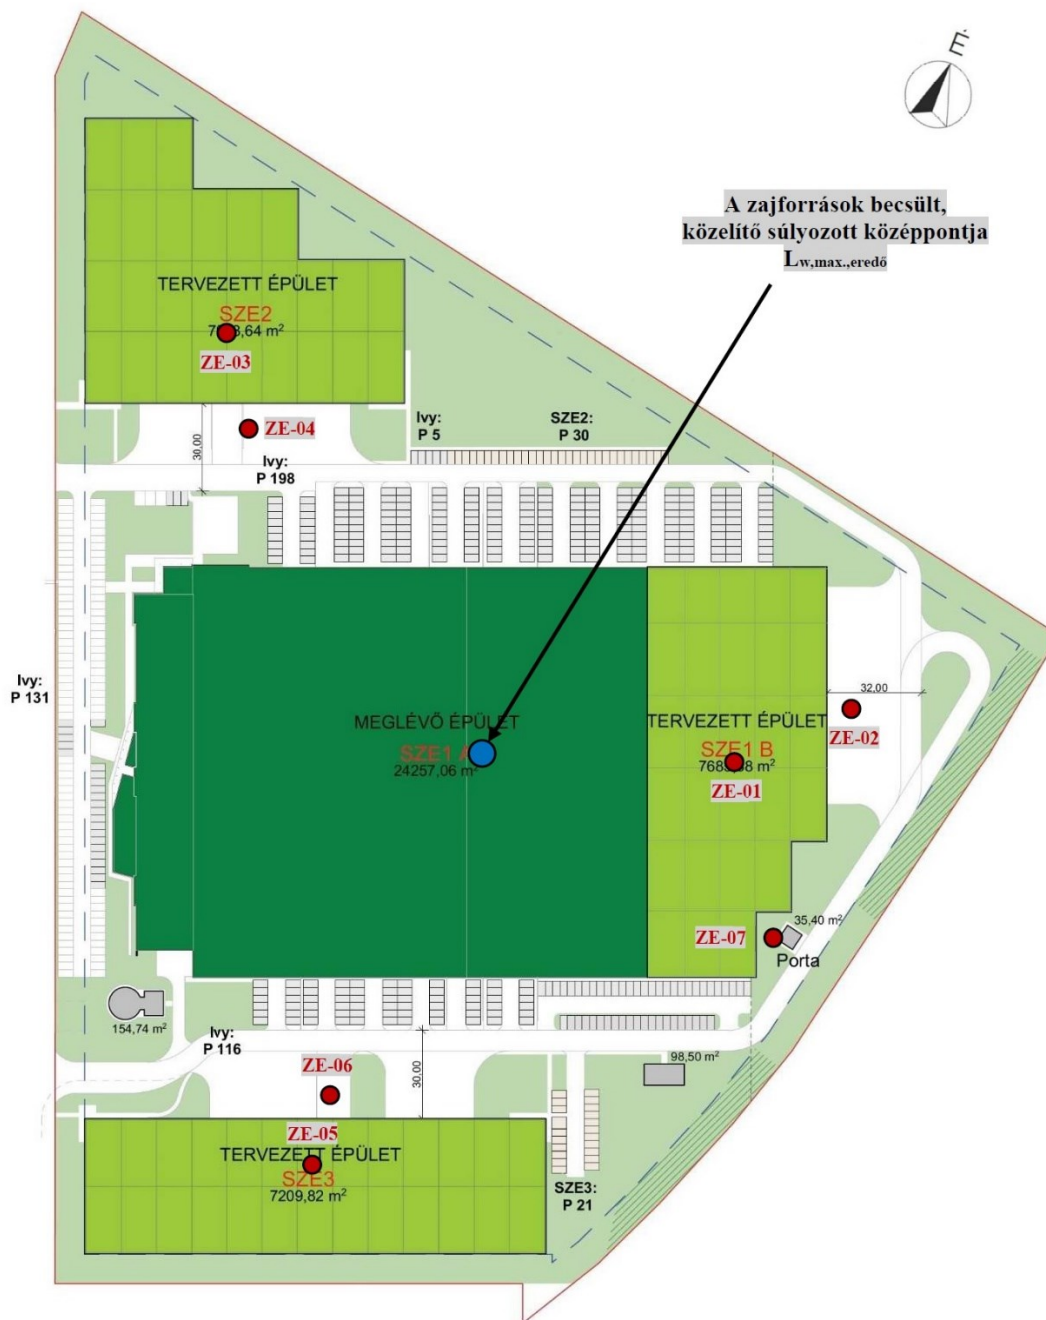 É
A zajforrások becsült,
közelítő súlyozott középpontja
Lw,max.,eredő
TERVEZETT ÉPÜLET
SZE2
ZE-03
ZE-04
30,00
Ivy:
P 5
SZE2:
P 30
Ivy:
P 198
Ivy:
P 131
MEGLÉVŐ ÉPÜLET
SZE1 A
24257,06 m²
TERVEZETT ÉPÜLET
SZE1 B
ZE-01
32,00
ZE-02
ZE-07
35,40 m²
Porta
154,74 m²
Ivy:
P 116
98,50 m²
ZE-06
30,00
ZE-05
TERVEZETT ÉPÜLET
SZE3
7209,82 m²
SZE3:
P 21